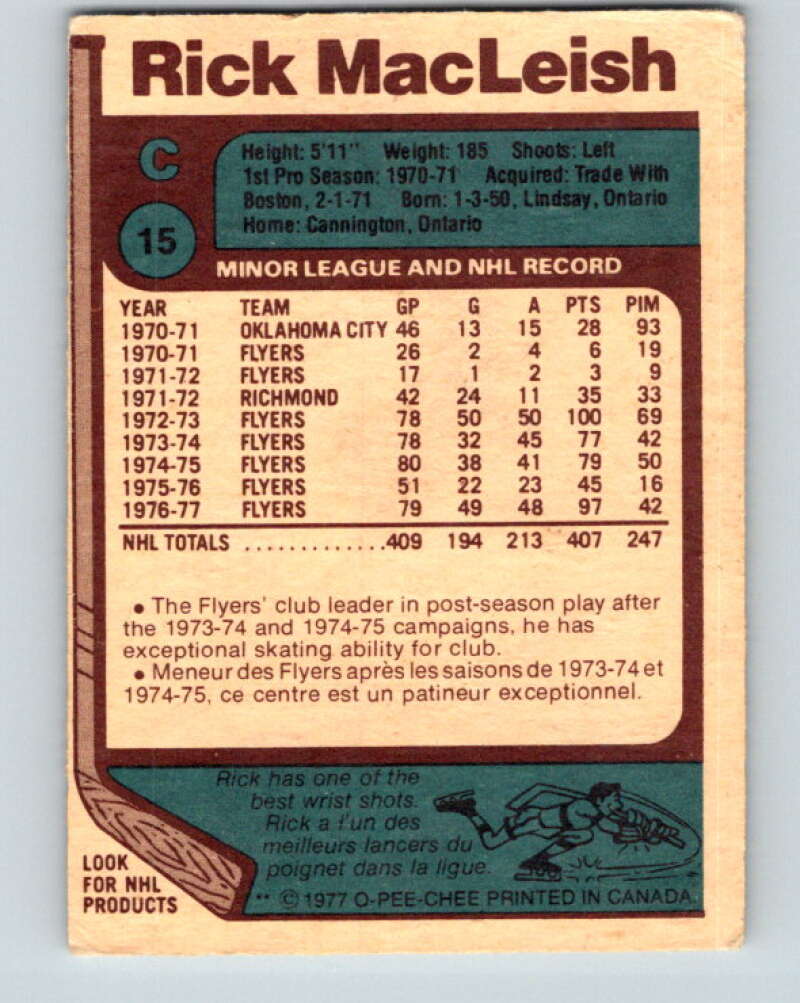 Rick MacLeish
C
15
Height: 5'11" Weight: 185 Shoots: Left
1st Pro Season: 1970-71 Acquired: Trade With
Boston, 2-1-71 Born: 1-3-50, Lindsay, Ontario
Home: Cannington, Ontario
MINOR LEAGUE AND NHL RECORD
YEAR TEAM GP G A PTS PIM
1970-71 OKLAHOMA CITY 46 13 15 28 93
1970-71 FLYERS 26 2 4 6 19
1971-72 FLYERS 17 1 2 3 9
1971-72 RICHMOND 42 24 11 35 33
1972-73 FLYERS 78 50 50 100 69
1973-74 FLYERS 78 32 45 77 42
1974-75 FLYERS 80 38 41 79 50
1975-76 FLYERS 51 22 23 45 16
1976-77 FLYERS 79 49 48 97 42
NHL TOTALS .............409 194 213 407 247
● The Flyers' club leader in post-season play after
the 1973-74 and 1974-75 campaigns, he has
exceptional skating ability for club.
● Meneur des Flyers après les saisons de 1973-74 et
1974-75, ce centre est un patineur exceptionnel.
Rick has one of the
best wrist shots.
Rick a l'un des
meilleurs lancers du
poignet dans la ligue.
LOOK
FOR NHL
PRODUCTS
** © 1977 O-PEE-CHEE PRINTED IN CANADA.